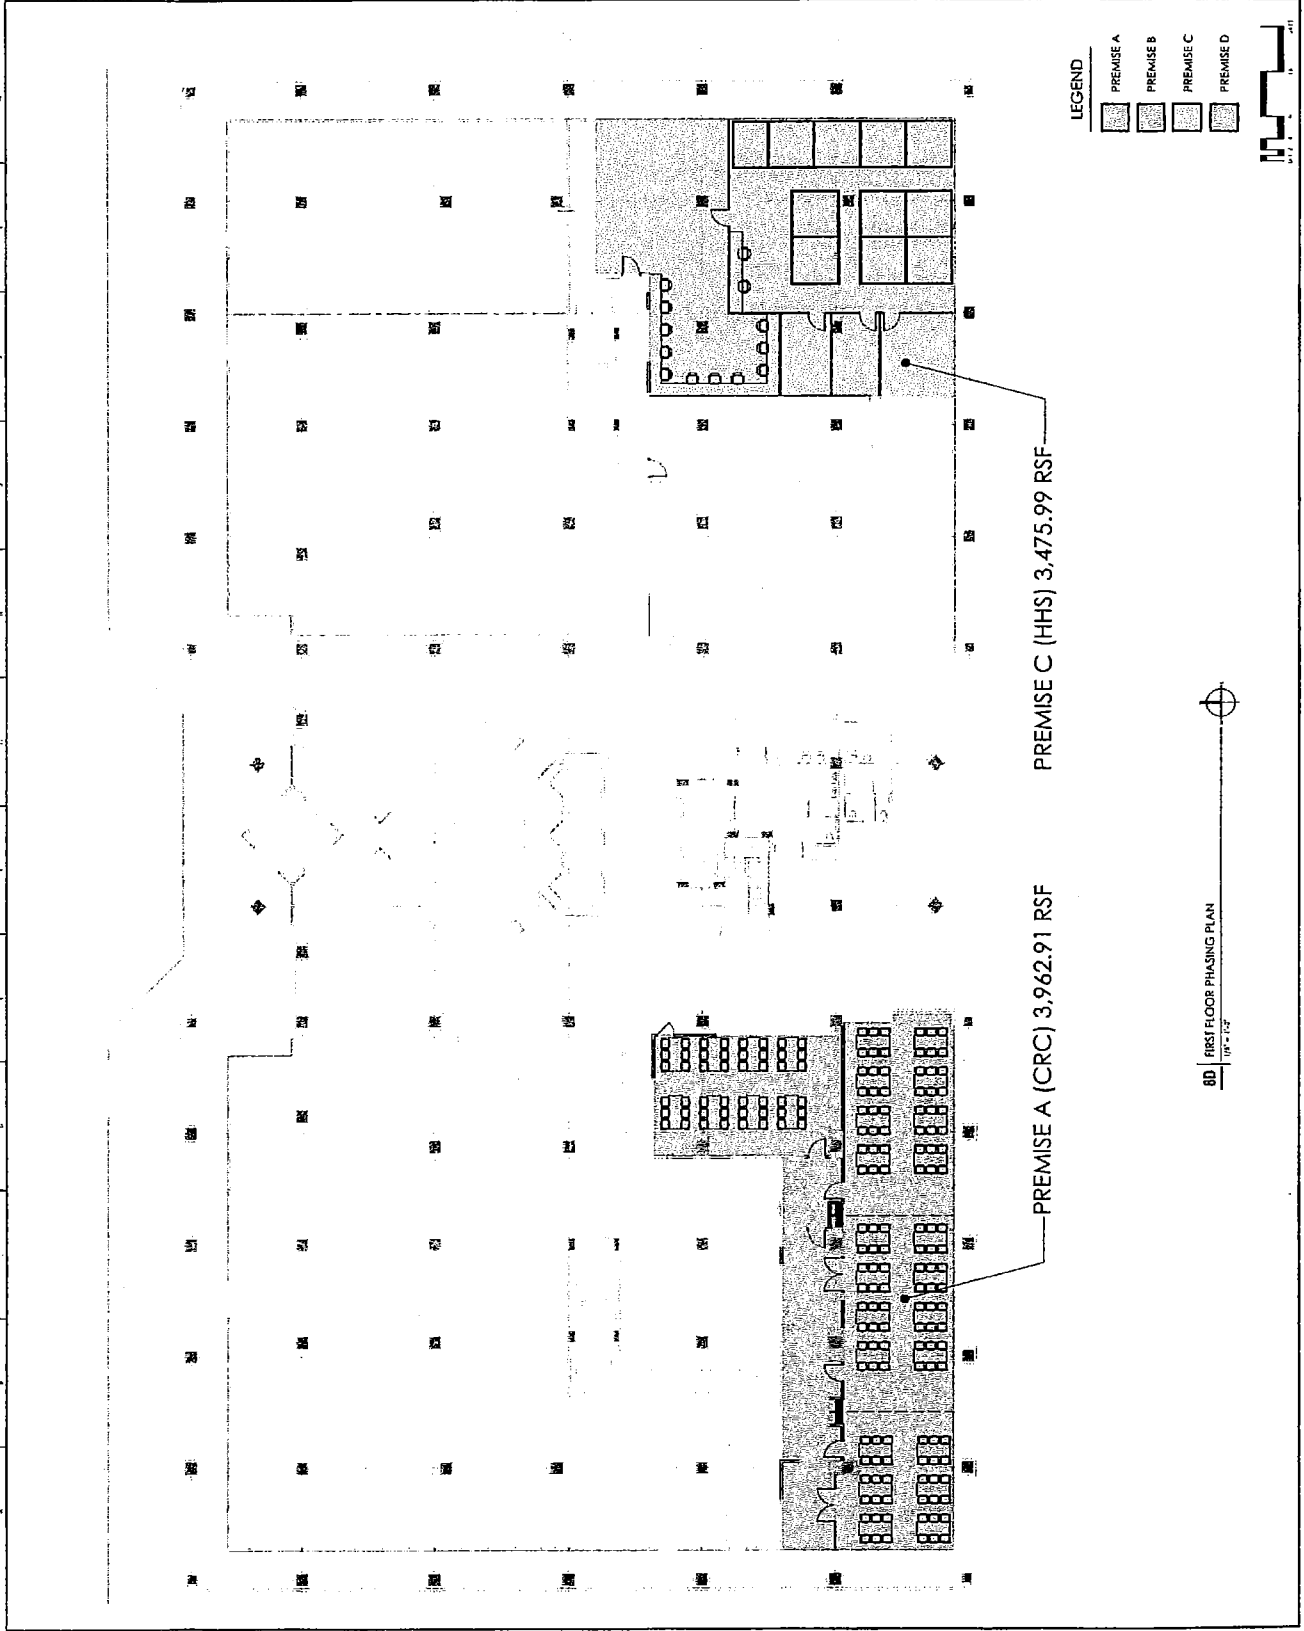 LEGEND
PREMISE A
PREMISE B
PREMISE C
PREMISE D
PREMISE C (HHS) 3,475.99 RSF
PREMISE A (CRC) 3,962.91 RSF
8D FIRST FLOOR PHASING PLAN